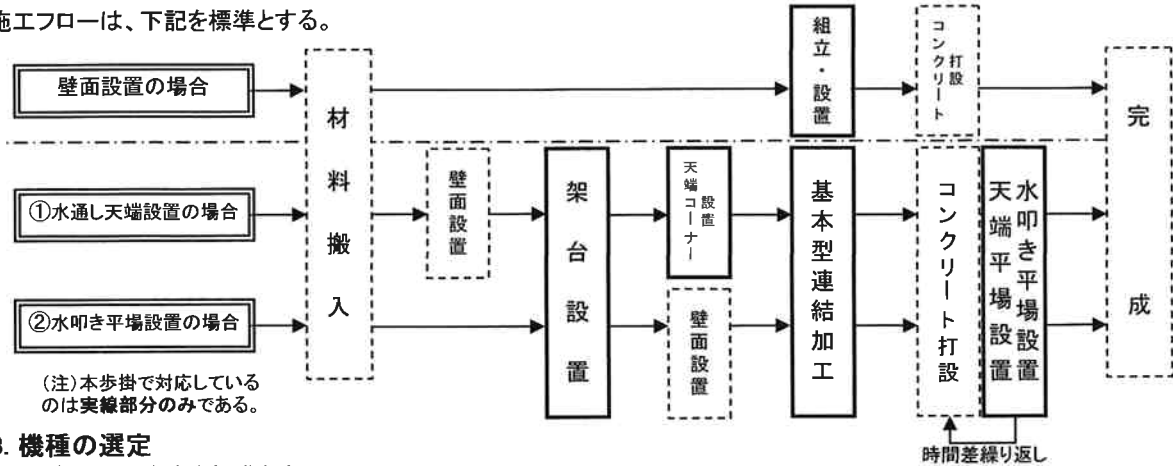 施工フローは、下記を標準とする。
壁面設置の場合
材料搬入
組立・設置
コンクリート打設
完成
①水通し天端設置の場合
壁面設置
架台設置
天端コーナー設置
基本型連結加工
コンクリート打設
天端平場設置
水叩き平場設置
②水叩き平場設置の場合
壁面設置
時間差繰り返し
(注)本歩掛で対応している
のは実線部分のみである。
3. 機種の選定